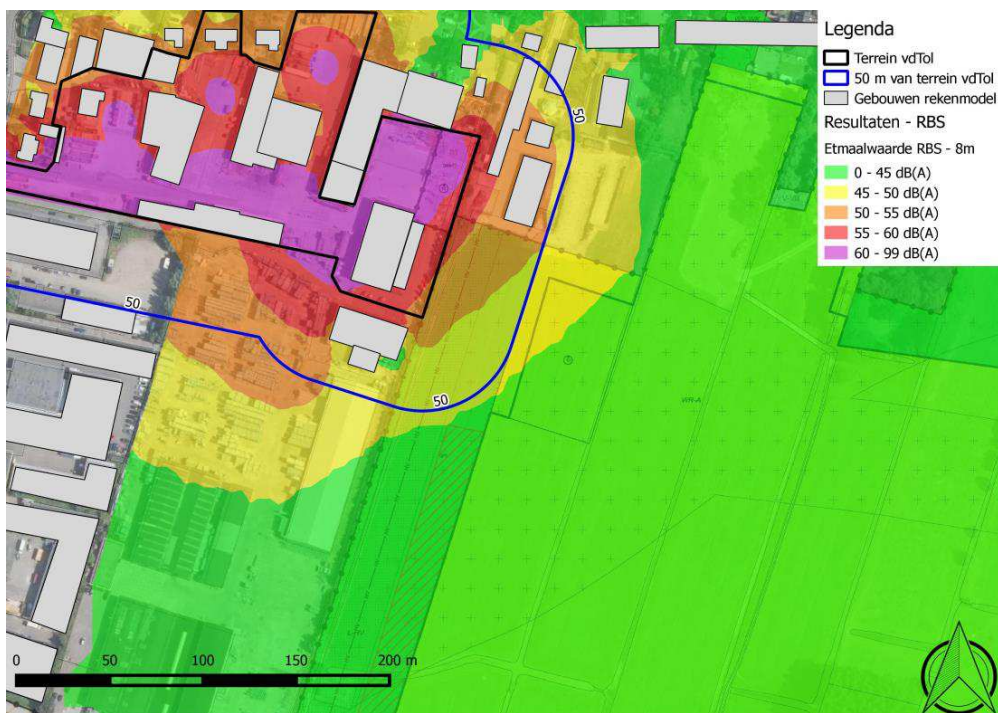 Legenda
Terrein vdTol
50 m van terrein vdTol
Gebouwen rekenmodel
Resultaten - RBS
Etmaalwaarde RBS - 8m
0 - 45 dB(A)
45 - 50 dB(A)
50 - 55 dB(A)
55 - 60 dB(A)
60 - 99 dB(A)
50
50
50
WR-A
0 50 100 150 200 m